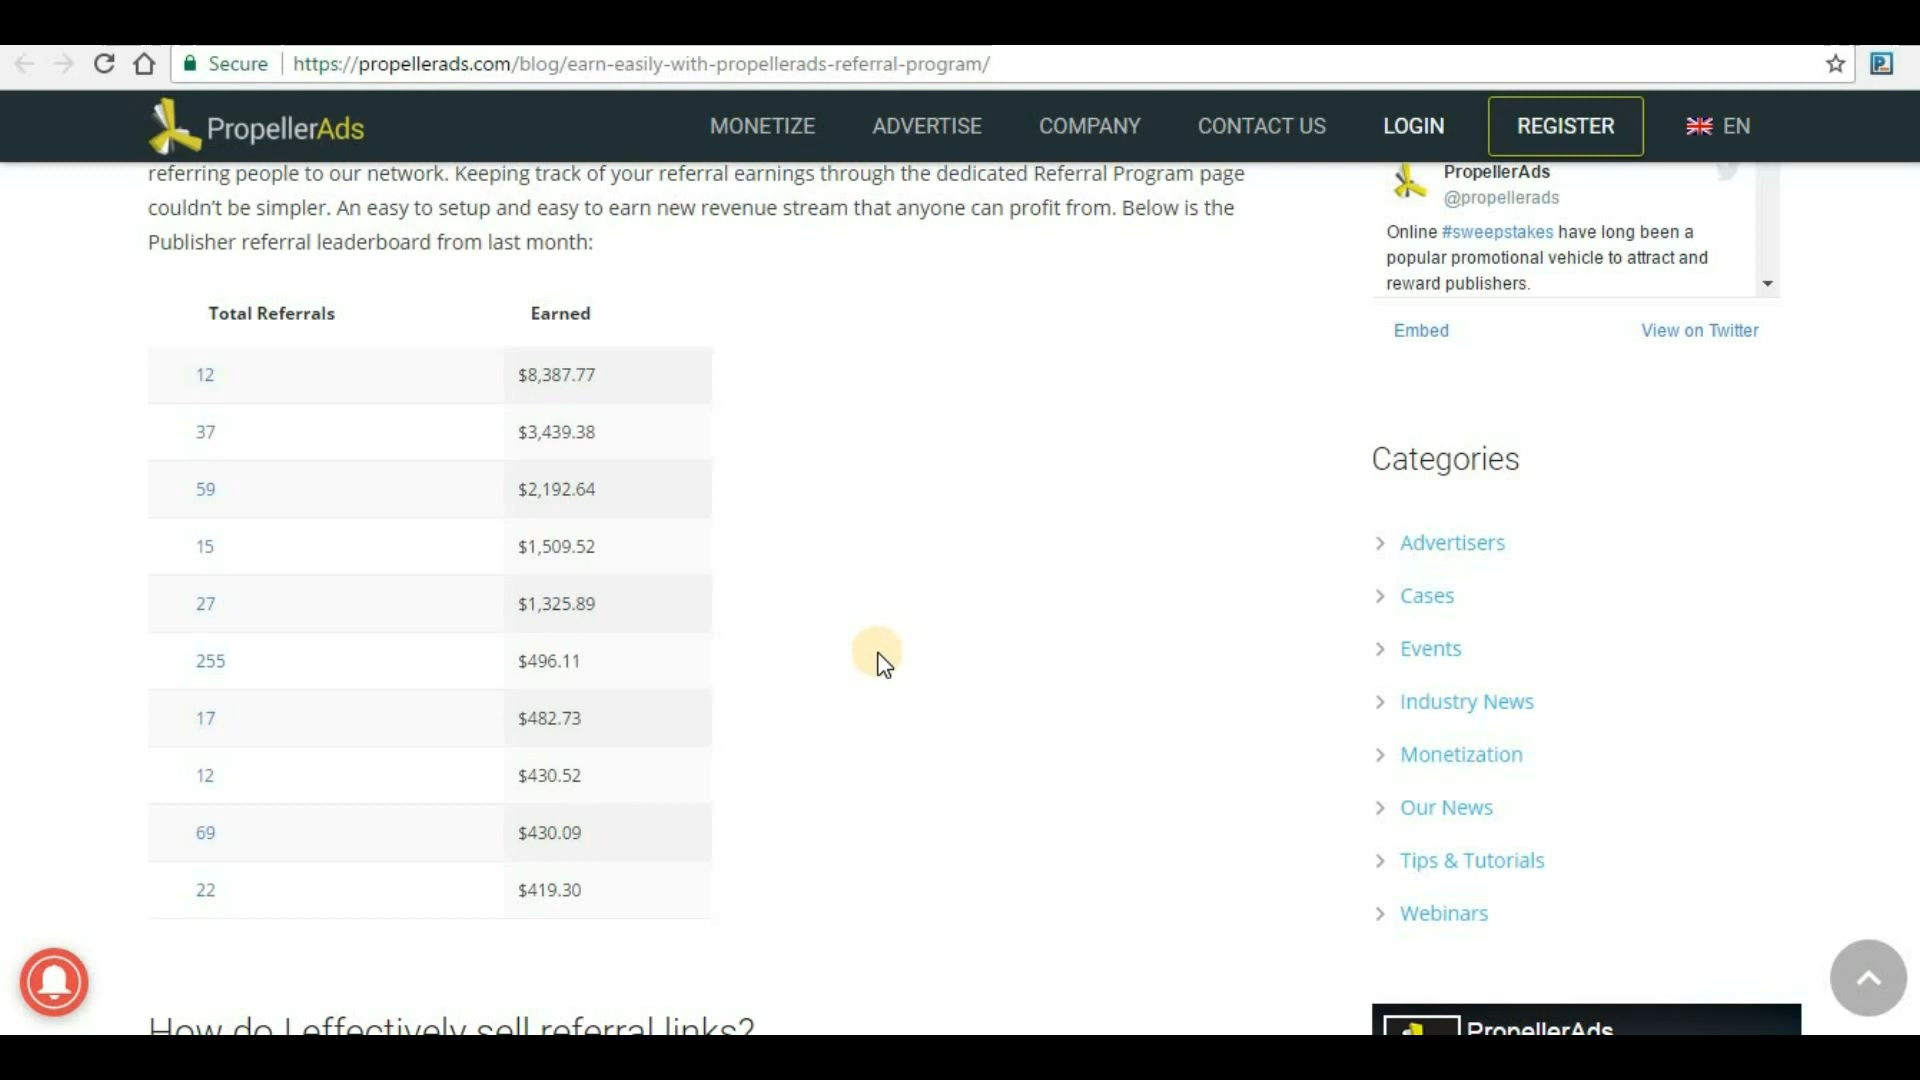 Secure https://propellerads.com/blog/earn-easily-with-propellerads-referral-program/
PropellerAds MONETIZE ADVERTISE COMPANY CONTACT US LOGIN REGISTER EN
referring people to our network. Keeping track of your referral earnings through the dedicated Referral Program page
couldn't be simpler. An easy to setup and easy to earn new revenue stream that anyone can profit from. Below is the
Publisher referral leaderboard from last month:
Total Referrals Earned
12 $8,387.77
37 $3,439.38
59 $2,192.64
15 $1,509.52
27 $1,325.89
255 $496.11
17 $482.73
12 $430.52
69 $430.09
22 $419.30
How do I effectively sell referral links?
PropellerAds
@propellerads
Online #sweepstakes have long been a
popular promotional vehicle to attract and
reward publishers.
Embed View on Twitter
Categories
Advertisers
Cases
Events
Industry News
Monetization
Our News
Tips & Tutorials
Webinars
PropellerAds